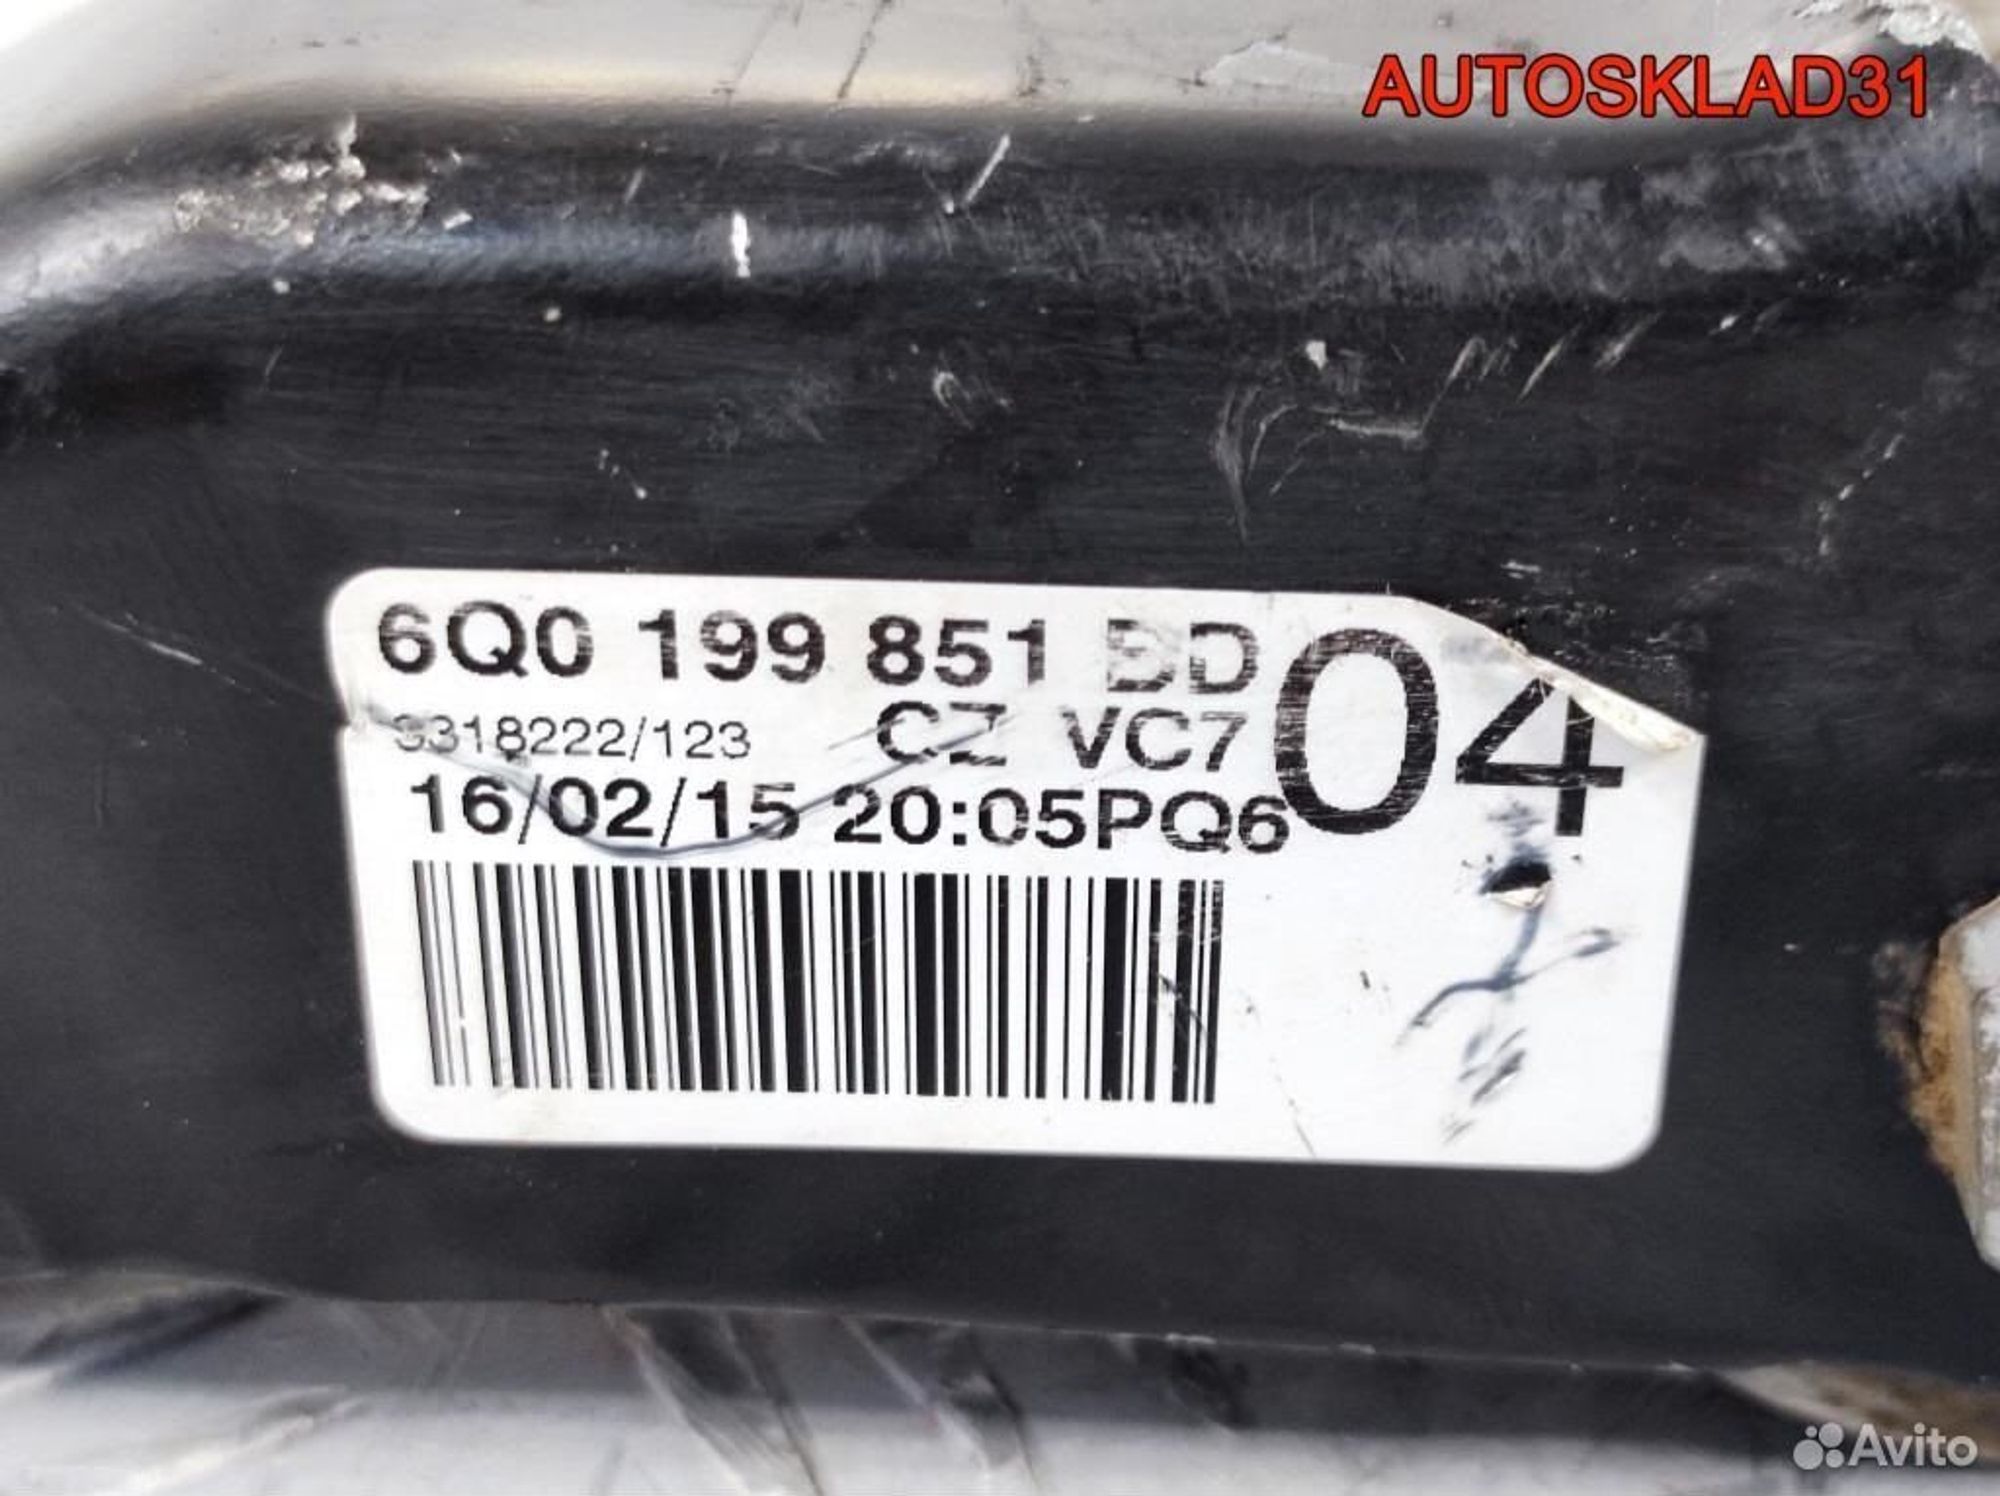 AUTOSKLAD31
6Q0 199 851 BD
04
3318222/123 CZ VC7
16/02/15 20:05PQ6
Avito